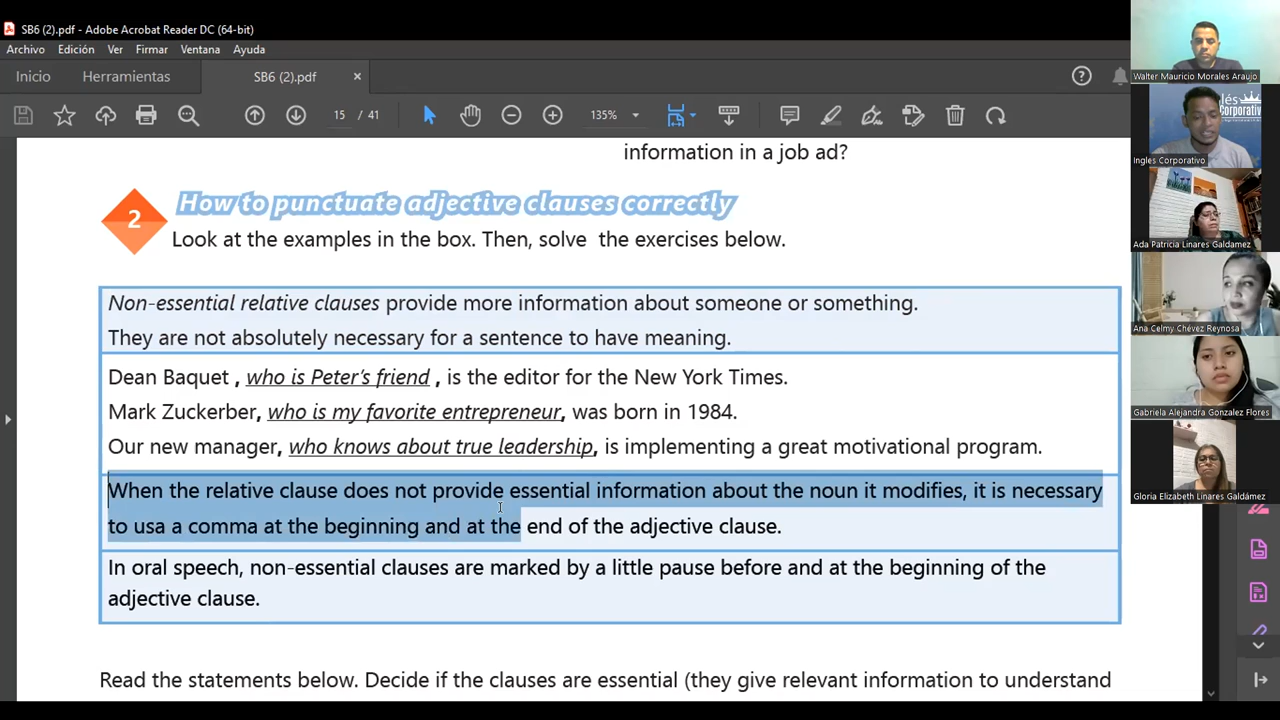 SB6 (2).pdf - Adobe Acrobat Reader DC (64-bit)
Archivo Edición Ver Firmar Ventana Ayuda
Inicio Herramientas SB6 (2).pdf ×
15 / 41 135%
information in a job ad?
2 How to punctuate adjective clauses correctly
Look at the examples in the box. Then, solve the exercises below.
Non-essential relative clauses provide more information about someone or something.
They are not absolutely necessary for a sentence to have meaning.
Dean Baquet , who is Peter's friend , is the editor for the New York Times.
Mark Zuckerber, who is my favorite entrepreneur, was born in 1984.
Our new manager, who knows about true leadership, is implementing a great motivational program.
When the relative clause does not provide essential information about the noun it modifies, it is necessary
to usa a comma at the beginning and at the end of the adjective clause.
In oral speech, non-essential clauses are marked by a little pause before and at the beginning of the
adjective clause.
Read the statements below. Decide if the clauses are essential (they give relevant information to understand
Walter Mauricio Morales Araujo
lés
Corporativo
Ingles Corporativo
Ada Patricia Linares Galdamez
Ana Celmy Chévez Reynosa
Gabriela Alejandra Gonzalez Flores
Gloria Elizabeth Linares Galdámez